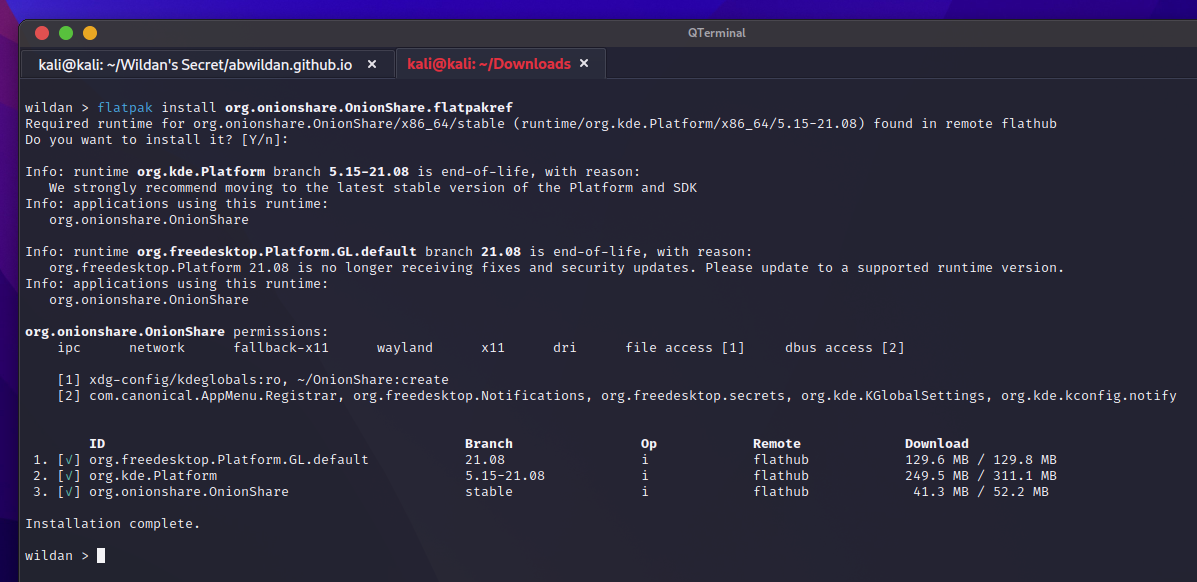 QTerminal
kali@kali: ~/Wildan's Secret/abwildan.github.io ×
kali@kali: ~/Downloads ×
wildan > flatpak install org.onionshare.OnionShare.flatpakref
Required runtime for org.onionshare.OnionShare/x86_64/stable (runtime/org.kde.Platform/x86_64/5.15-21.08) found in remote flathub
Do you want to install it? [Y/n]:
Info: runtime org.kde.Platform branch 5.15-21.08 is end-of-life, with reason:
We strongly recommend moving to the latest stable version of the Platform and SDK
Info: applications using this runtime:
org.onionshare.OnionShare
Info: runtime org.freedesktop.Platform.GL.default branch 21.08 is end-of-life, with reason:
org.freedesktop.Platform 21.08 is no longer receiving fixes and security updates. Please update to a supported runtime version.
Info: applications using this runtime:
org.onionshare.OnionShare
org.onionshare.OnionShare permissions:
ipc network fallback-x11 wayland x11 dri file access [1] dbus access [2]
[1] xdg-config/kdeglobals:ro, ~/OnionShare:create
[2] com.canonical.AppMenu.Registrar, org.freedesktop.Notifications, org.freedesktop.secrets, org.kde.KGlobalSettings, org.kde.kconfig.notify
ID Branch Op Remote Download
1. [√] org.freedesktop.Platform.GL.default 21.08 i flathub 129.6 MB / 129.8 MB
2. [√] org.kde.Platform 5.15-21.08 i flathub 249.5 MB / 311.1 MB
3. [√] org.onionshare.OnionShare stable i flathub 41.3 MB / 52.2 MB
Installation complete.
wildan >